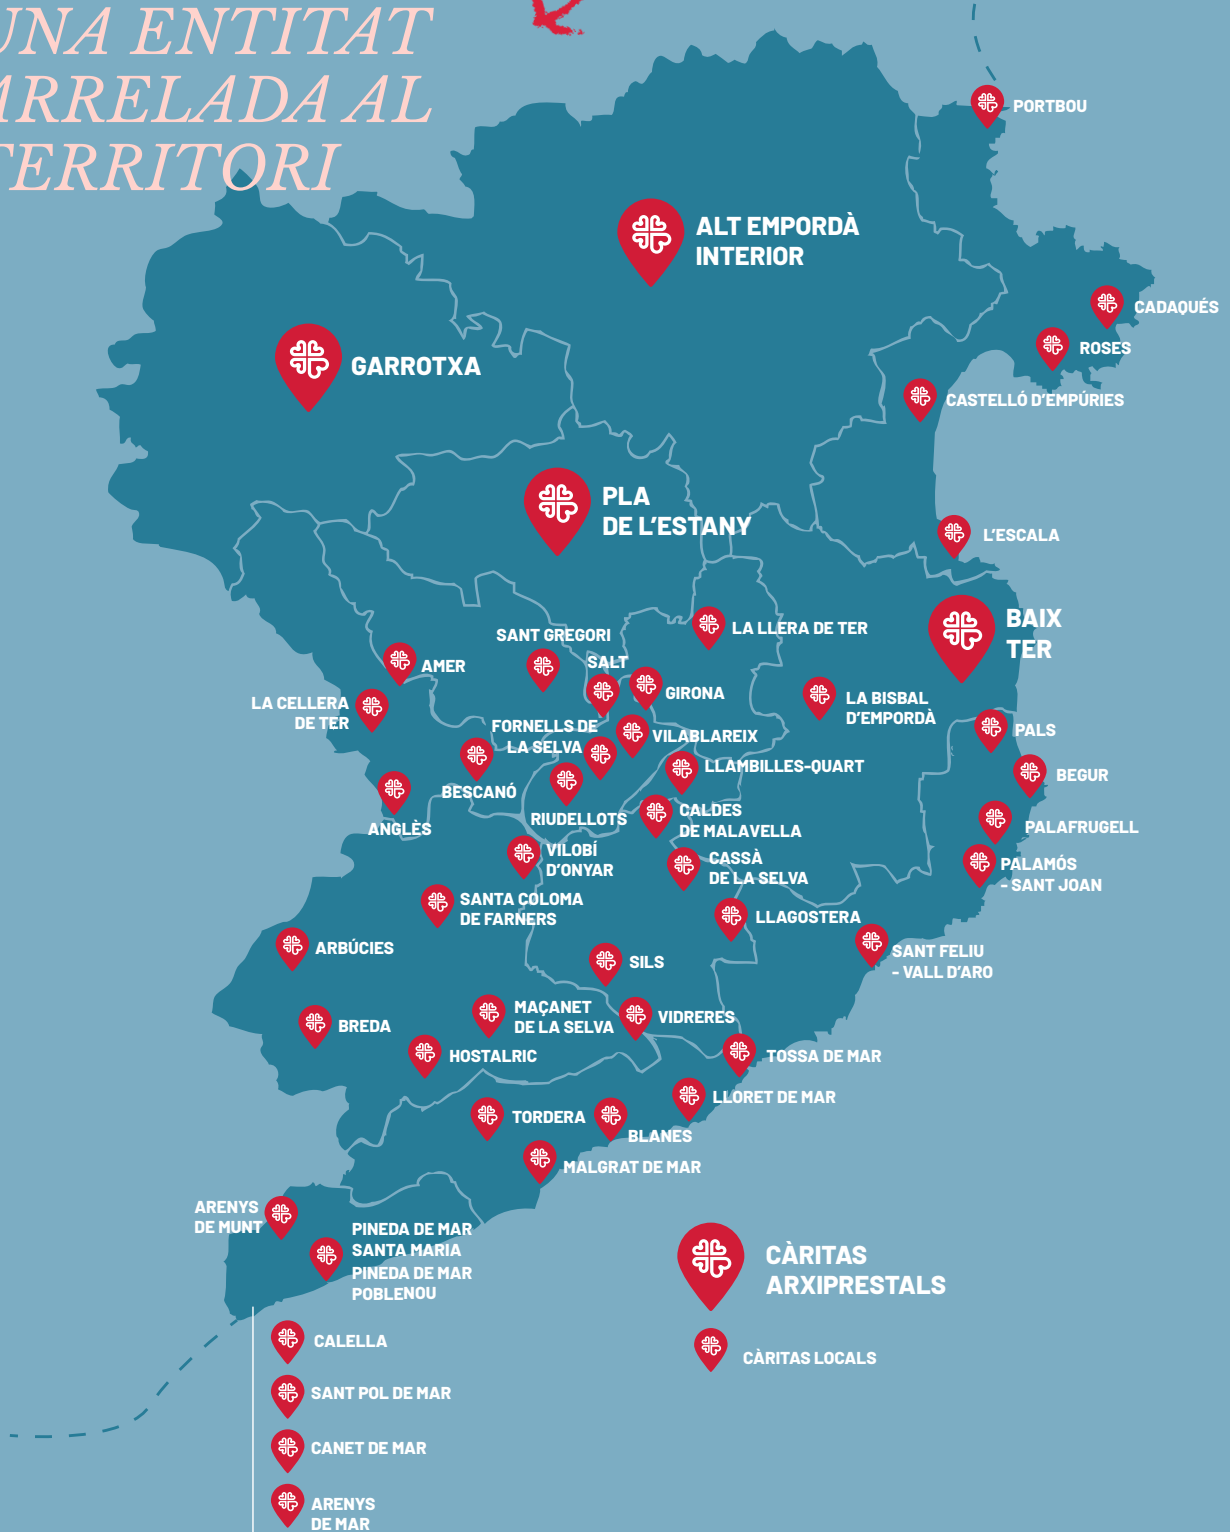 UNA ENTITAT
ARRELADA AL
TERRITORI
PORTBOU
ALT EMPORDÀ
INTERIOR
CADAQUÉS
ROSES
GARROTXA
CASTELLÓ D'EMPÚRIES
PLA
DE L'ESTANY
L'ESCALA
BAIX
TER
LA LLERA DE TER
SANT GREGORI
SALT
AMER
GIRONA
LA CELLERA
DE TER
LA BISBAL
D'EMPORDÀ
FORNELLS DE
LA SELVA
VILABLAREIX
PALS
LLAMBILLES-QUART
BEGUR
BESCANÓ
RIUDELLOTS
CALDES
DE MALAVELLA
ANGLÈS
PALAFRUGELL
VILOBÍ
D'ONYAR
CASSÀ
DE LA SELVA
PALAMÓS
- SANT JOAN
SANTA COLOMA
DE FARNERS
LLAGOSTERA
ARBÚCIES
SANT FELIU
- VALL D'ARO
SILS
MAÇANET
DE LA SELVA
VIDRERES
BREDA
HOSTALRIC
TOSSA DE MAR
LLORET DE MAR
TORDERA
BLANES
MALGRAT DE MAR
ARENYS
DE MUNT
PINEDA DE MAR
SANTA MARIA
PINEDA DE MAR
POBLENOU
CÀRITAS
ARXIPRESTALS
CALELLA
CÀRITAS LOCALS
SANT POL DE MAR
CANET DE MAR
ARENYS
DE MAR